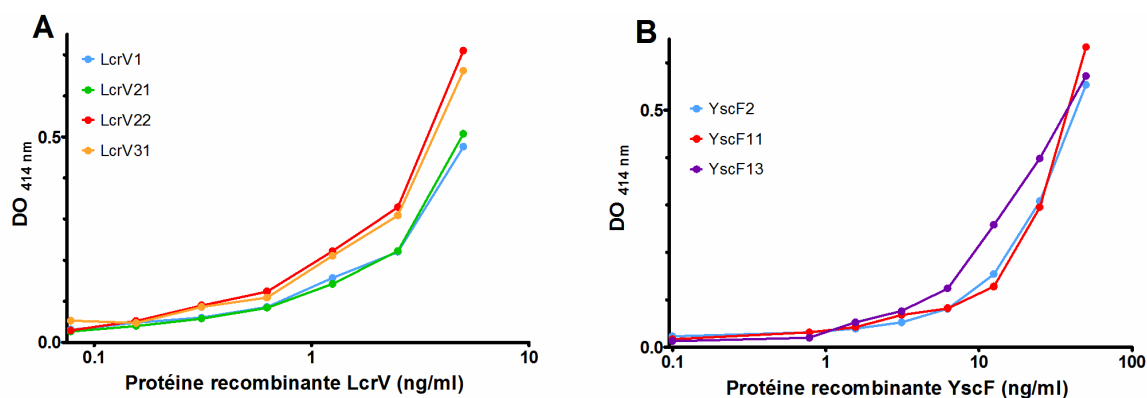 A
LcrV1
LcrV21
LcrV22
LcrV31
DO 414 nm
0.5
0.0
0.1
1
10
Protéine recombinante LcrV (ng/ml)
B
YscF2
YscF11
YscF13
DO 414 nm
0.5
0.0
0.1
1
10
100
Protéine recombinante YscF (ng/ml)